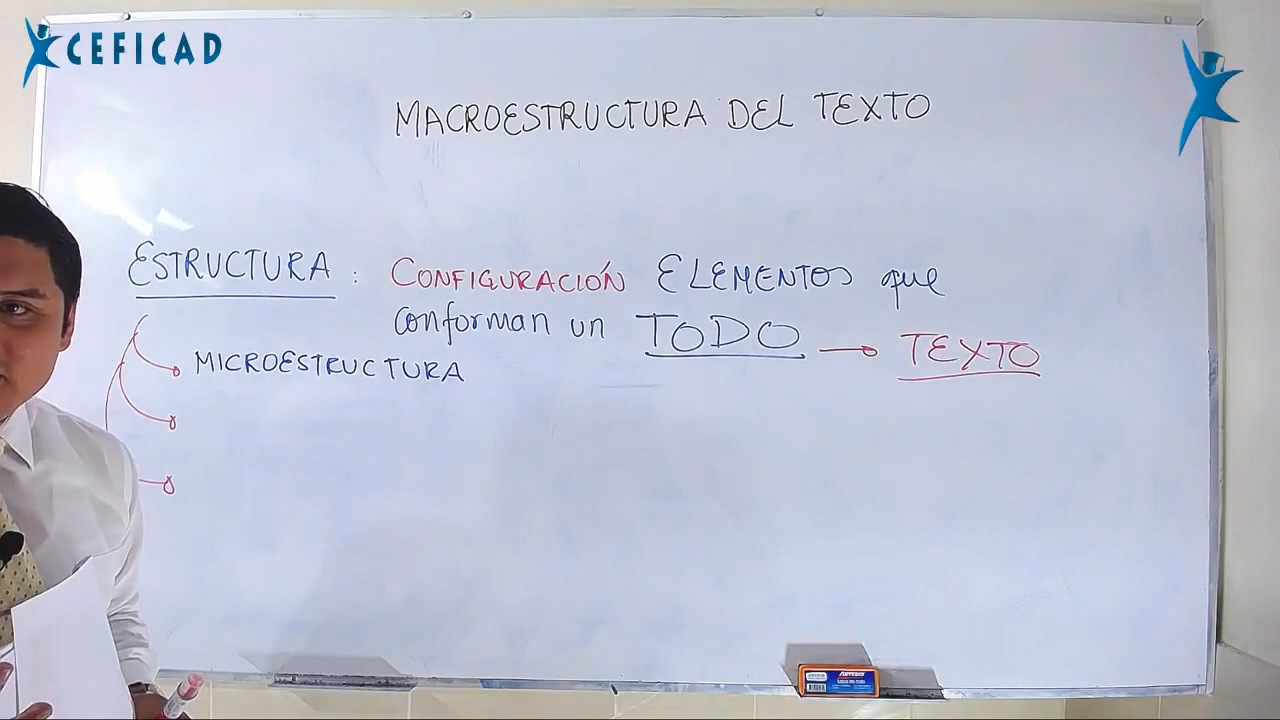 CEFICAD
MACROESTRUCTURA DEL TEXTO
ESTRUCTURA : CONFIGURACIÓN ELEMENTOS que
conforman un TODO → TEXTO
MICROESTRUCTURA